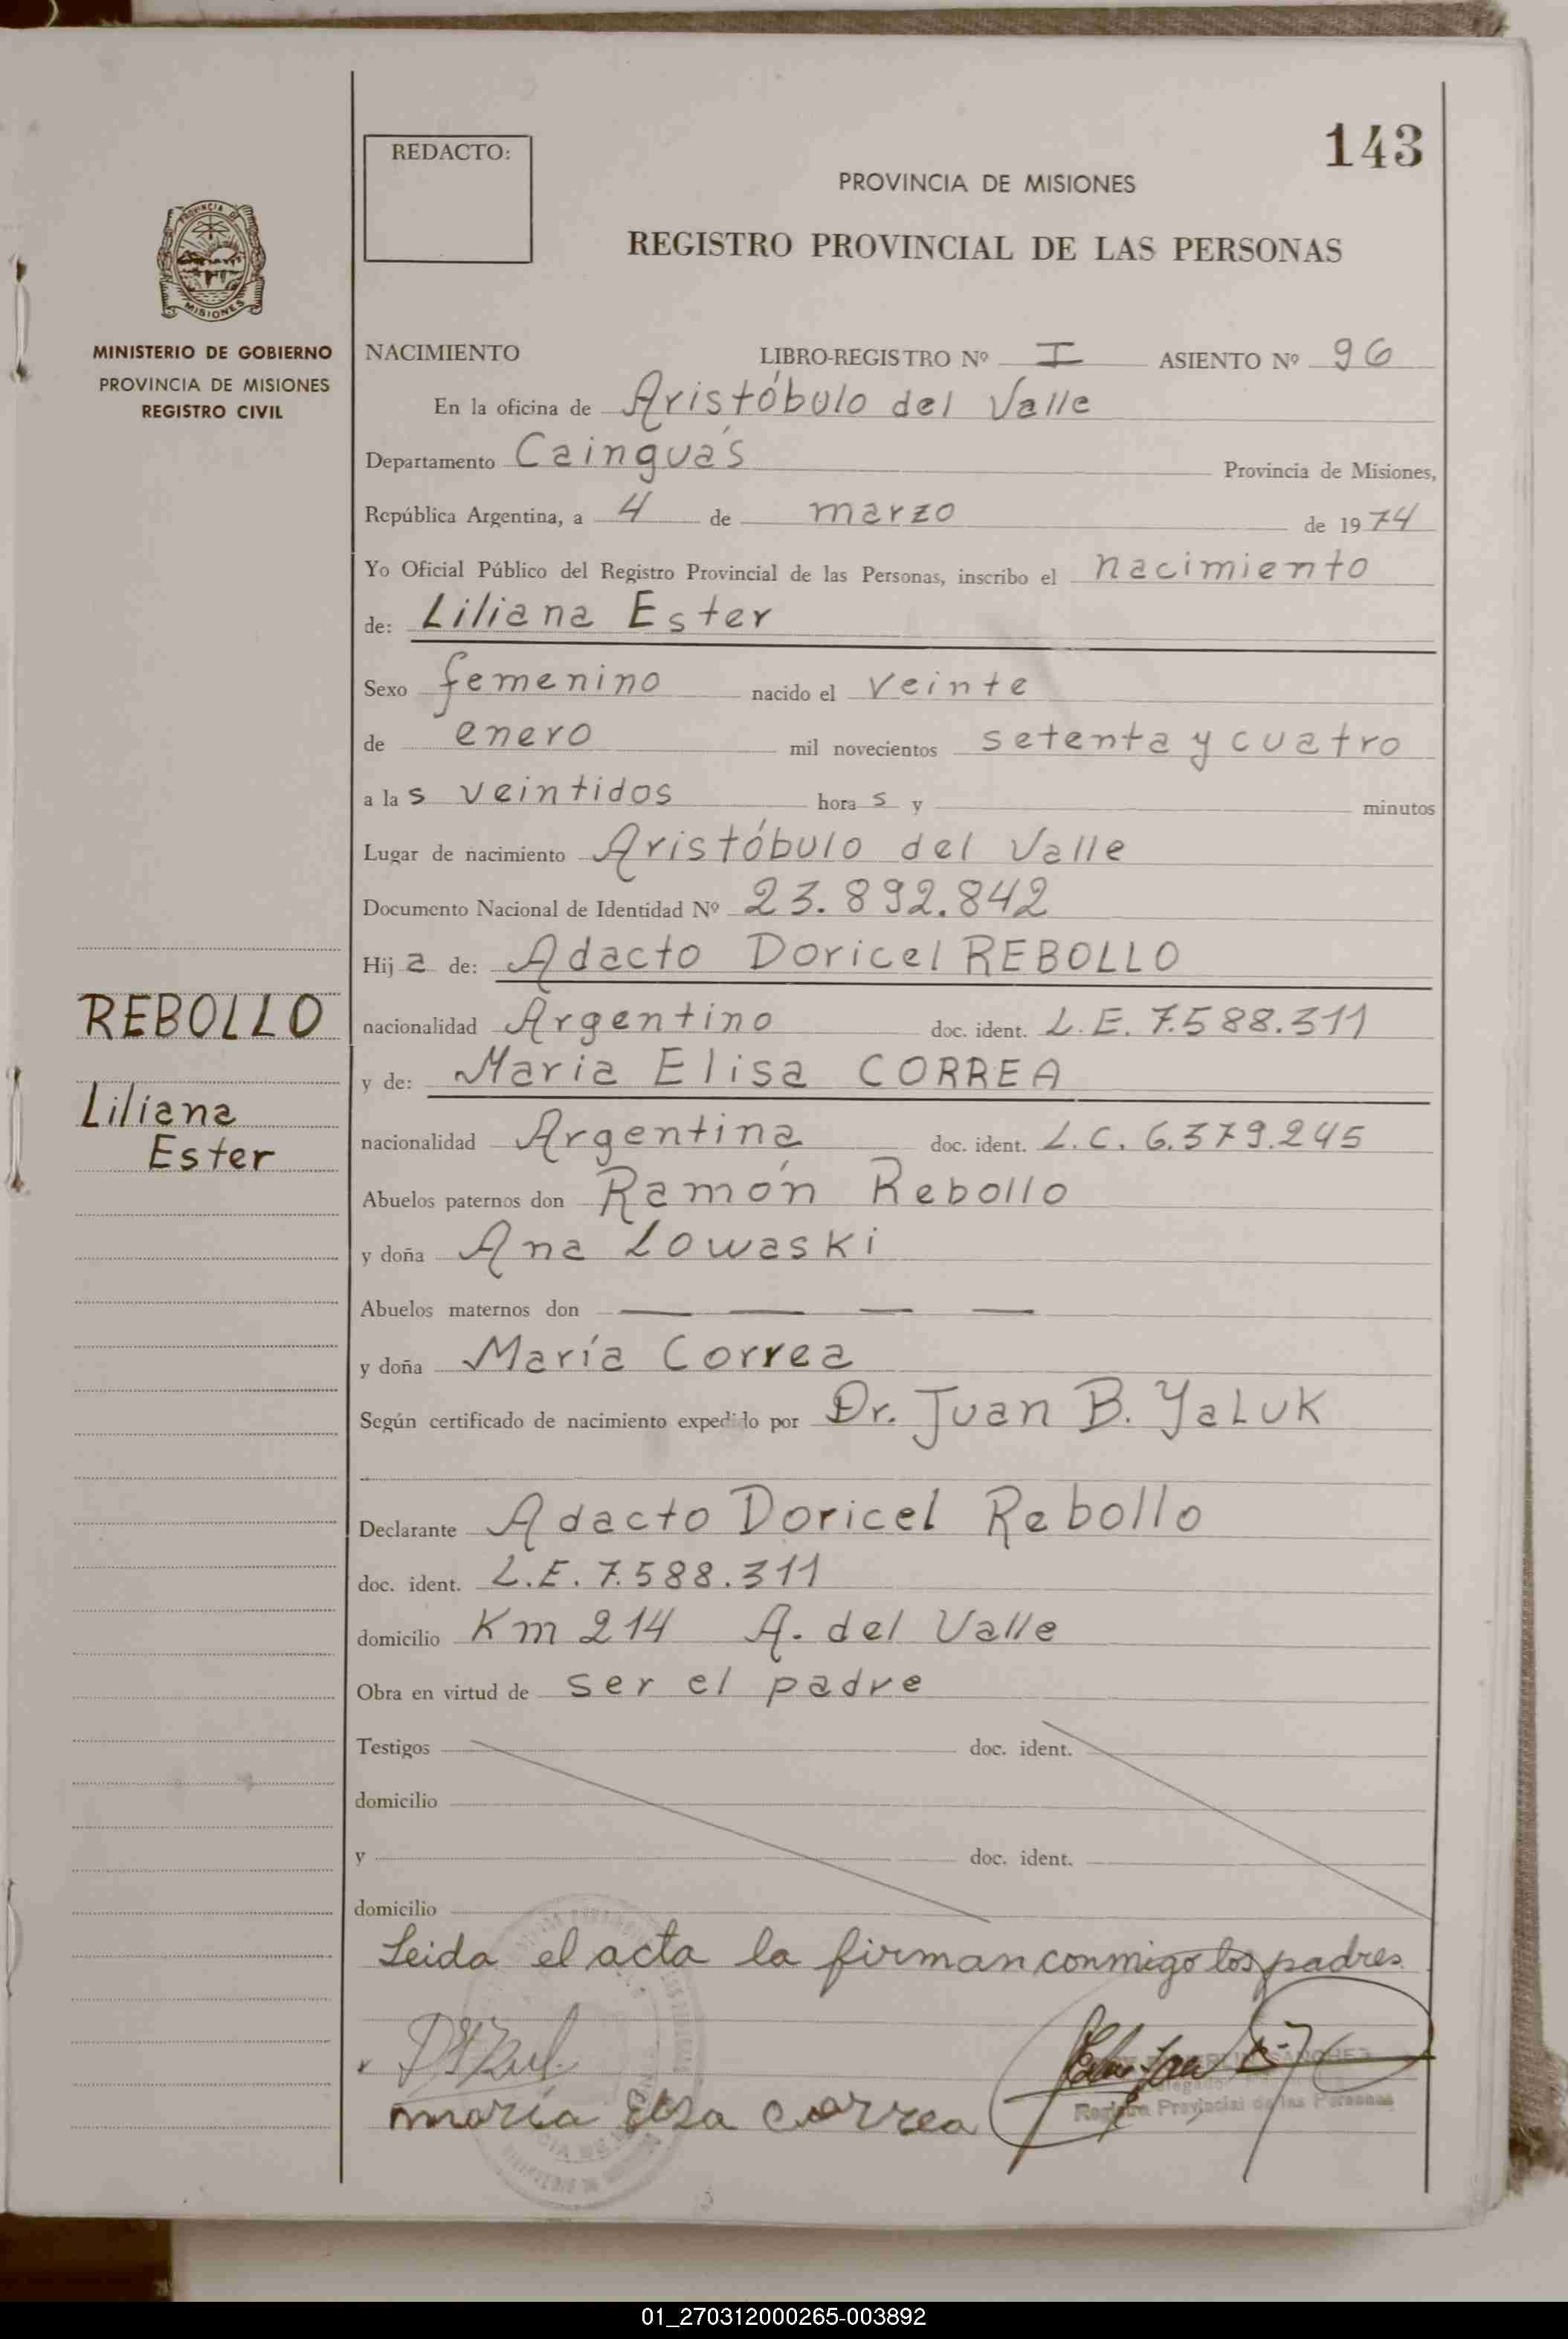 143
REDACTO:
PROVINCIA DE MISIONES
REGISTRO PROVINCIAL DE LAS PERSONAS
PROVINCIA DE
MISIONES
MINISTERIO DE GOBIERNO
PROVINCIA DE MISIONES
REGISTRO CIVIL
NACIMIENTO LIBRO-REGISTRO Nº I ASIENTO Nº 96
En la oficina de Aristóbulo del Valle
Departamento Cainguás Provincia de Misiones,
República Argentina, a 4 de marzo de 1974
Yo Oficial Público del Registro Provincial de las Personas, inscribo el nacimiento
de: Liliana Ester
Sexo femenino nacido el veinte
de enero mil novecientos setenta y cuatro
a las veintidos horas y minutos
Lugar de nacimiento Aristóbulo del Valle
Documento Nacional de Identidad Nº 23.892.842
Hija de: Adacto Doricel REBOLLO
REBOLLO
nacionalidad Argentino doc. ident. L.E. 7.588.311
y de: Maria Elisa CORREA
Liliana
Ester
nacionalidad Argentina doc. ident. L.C. 6.379.245
Abuelos paternos don Ramón Rebollo
y doña Ana Lowaski
Abuelos maternos don — — — —
y doña María Correa
Según certificado de nacimiento expedido por Dr. Juan B. YaLUK
Declarante Adacto Doricel Rebollo
doc. ident. L.E. 7.588.311
domicilio Km 214 A. del Valle
Obra en virtud de ser el padre
Testigos doc. ident.
domicilio
y doc. ident.
domicilio
Leida el acta la firman conmigo los padres
maría Elisa correa
Registro Provincial de las Personas
01_270312000265-003892